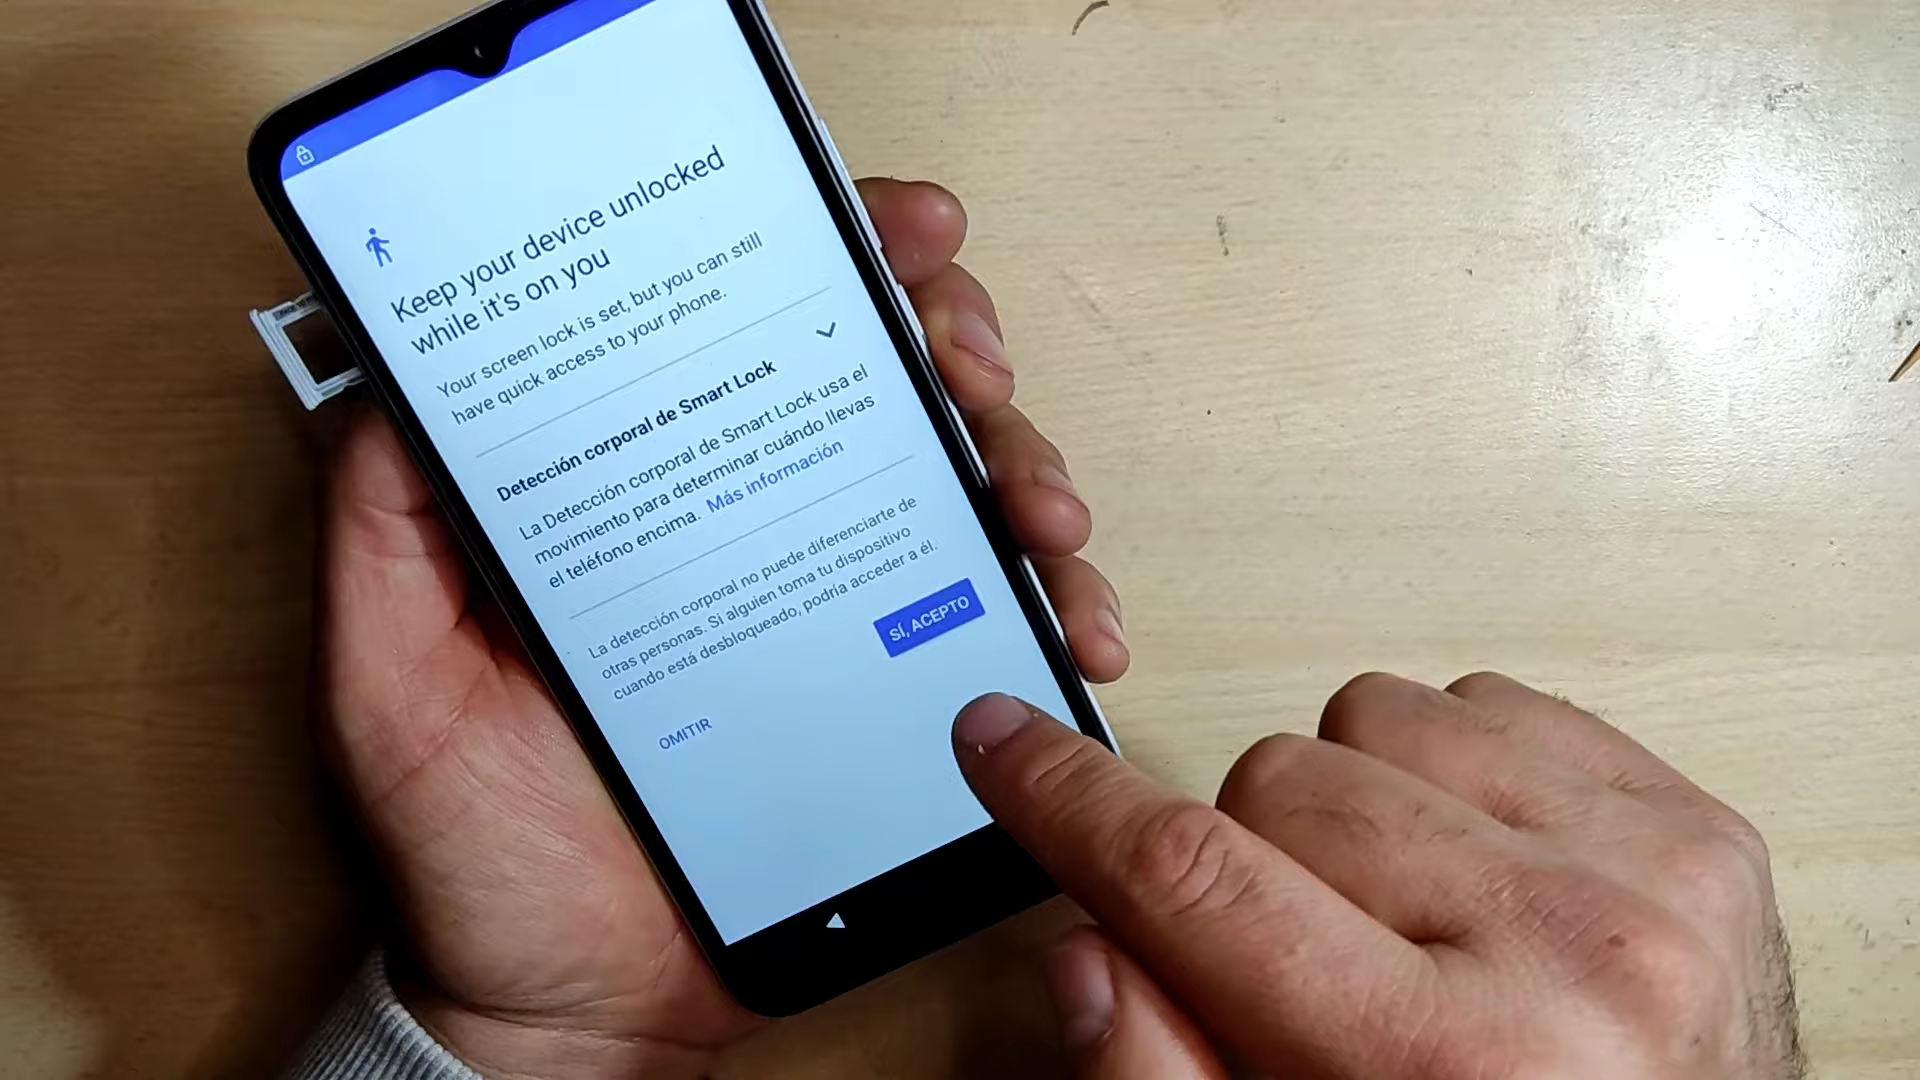 Keep your device unlocked
while it's on you
Your screen lock is set, but you can still
have quick access to your phone.
Detección corporal de Smart Lock
La Detección corporal de Smart Lock usa el
movimiento para determinar cuándo llevas
el teléfono encima. Más información
La detección corporal no puede diferenciarte de
otras personas. Si alguien toma tu dispositivo
cuando está desbloqueado, podría acceder a él.
SÍ, ACEPTO
OMITIR